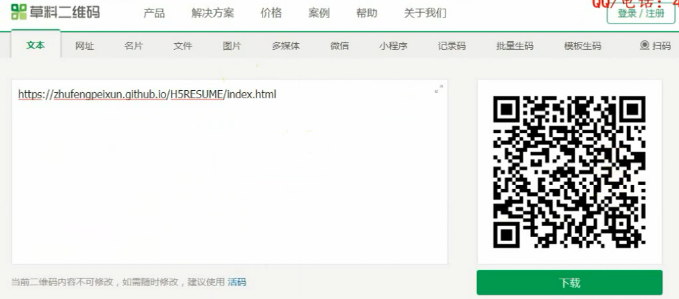 草料二维码 产品 解决方案 价格 案例 帮助 关于我们 登录 / 注册
QQ/电话：
文本 网址 名片 文件 图片 多媒体 微信 小程序 记录码 批量生码 模板生码 扫码
https://zhufengpeixun.github.io/H5RESUME/index.html
当前二维码内容不可修改，如需随时修改，建议使用 活码
下载